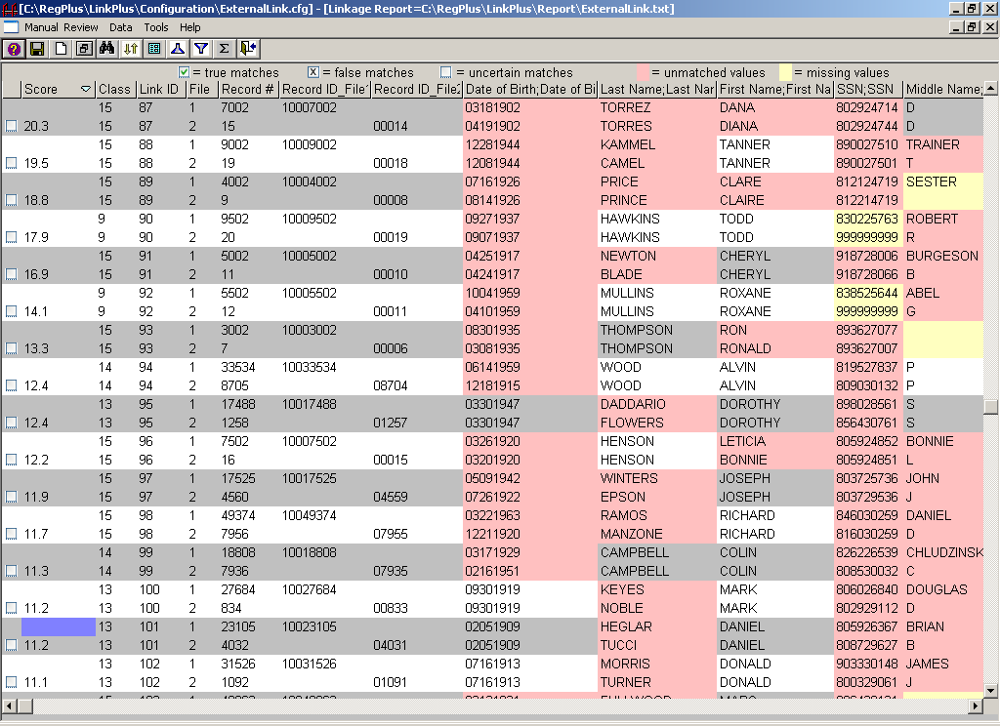 [C:\RegPlus\LinkPlus\Configuration\ExternalLink.cfg] - [Linkage Report=C:\RegPlus\LinkPlus\Report\ExternalLink.txt]
Manual Review Data Tools Help
= true matches = false matches = uncertain matches = unmatched values = missing values
Score Class Link ID File Record # Record ID_File1 Record ID_File2 Date of Birth;Date of Bi Last Name;Last Nar First Name;First Na SSN;SSN Middle Name;
15 87 1 7002 10007002 03181902 TORREZ DANA 802924714 D
20.3 15 87 2 15 00014 04191902 TORRES DIANA 802924744 D
15 88 1 9002 10009002 12281944 KAMMEL TANNER 890027510 TRAINER
19.5 15 88 2 19 00018 12081944 CAMEL TANNER 890027501 T
15 89 1 4002 10004002 07161926 PRICE CLARE 812124719 SESTER
18.8 15 89 2 9 00008 08141926 PRINCE CLAIRE 812214719
9 90 1 9502 10009502 09271937 HAWKINS TODD 830225763 ROBERT
17.9 9 90 2 20 00019 09071937 HAWKINS TODD 999999999 R
15 91 1 5002 10005002 04251917 NEWTON CHERYL 918728006 BURGESON
16.9 15 91 2 11 00010 04241917 BLADE CHERYL 918728066 B
9 92 1 5502 10005502 10041959 MULLINS ROXANE 838525644 ABEL
14.1 9 92 2 12 00011 04101959 MULLINS ROXANE 999999999 G
15 93 1 3002 10003002 08301935 THOMPSON RON 893627077
13.3 15 93 2 7 00006 03081935 THOMPSON RONALD 893627007
14 94 1 33534 10033534 06141959 WOOD ALVIN 819527837 P
12.4 14 94 2 8705 08704 12181915 WOOD ALVIN 809030132 P
13 95 1 17488 10017488 03301947 DADDARIO DOROTHY 898028561 S
12.4 13 95 2 1258 01257 03301947 FLOWERS DOROTHY 856430761 S
15 96 1 7502 10007502 03261920 HENSON LETICIA 805924852 BONNIE
12.2 15 96 2 16 00015 03201920 HENSON BONNIE 805924851 L
15 97 1 17525 10017525 05091942 WINTERS JOSEPH 803725736 JOHN
11.9 15 97 2 4560 04559 07261922 EPSON JOSEPH 803729536 J
15 98 1 49374 10049374 03221963 RAMOS RICHARD 846030259 DANIEL
11.7 15 98 2 7956 07955 12211920 MANZONE RICHARD 816030259 D
14 99 1 18808 10018808 03171929 CAMPBELL COLIN 826226539 CHLUDZINSK
11.3 14 99 2 7936 07935 02161951 CAMPBELL COLIN 808530032 C
13 100 1 27684 10027684 09301919 KEYES MARK 806026840 DOUGLAS
11.2 13 100 2 834 00833 09301919 NOBLE MARK 802929112 D
13 101 1 23105 10023105 02051909 HEGLAR DANIEL 805926367 BRIAN
11.2 13 101 2 4032 04031 02051909 TUCCI DANIEL 808729627 B
13 102 1 31526 10031526 07161913 MORRIS DONALD 903330148 JAMES
11.1 13 102 2 1092 01091 07161913 TURNER DONALD 800329061 J